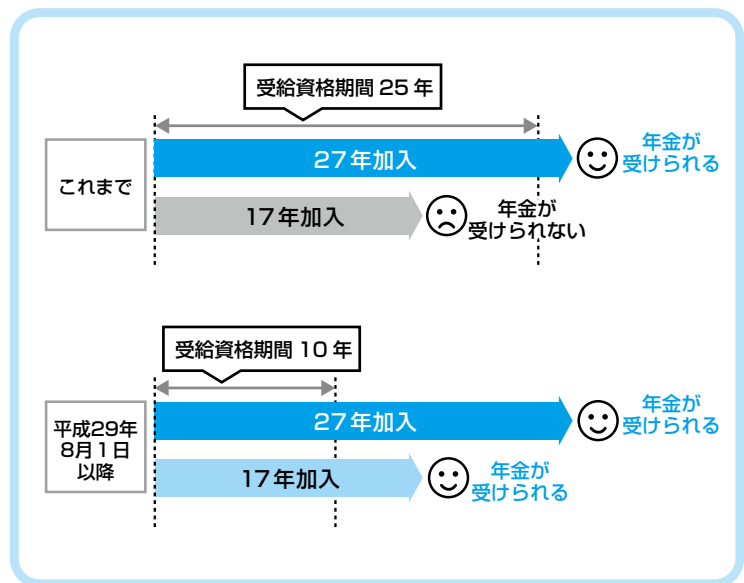 受給資格期間 25 年
これまで
27年加入
年金が
受けられる
17年加入
年金が
受けられない
受給資格期間 10 年
平成29年
8月1日
以降
27年加入
年金が
受けられる
17年加入
年金が
受けられる